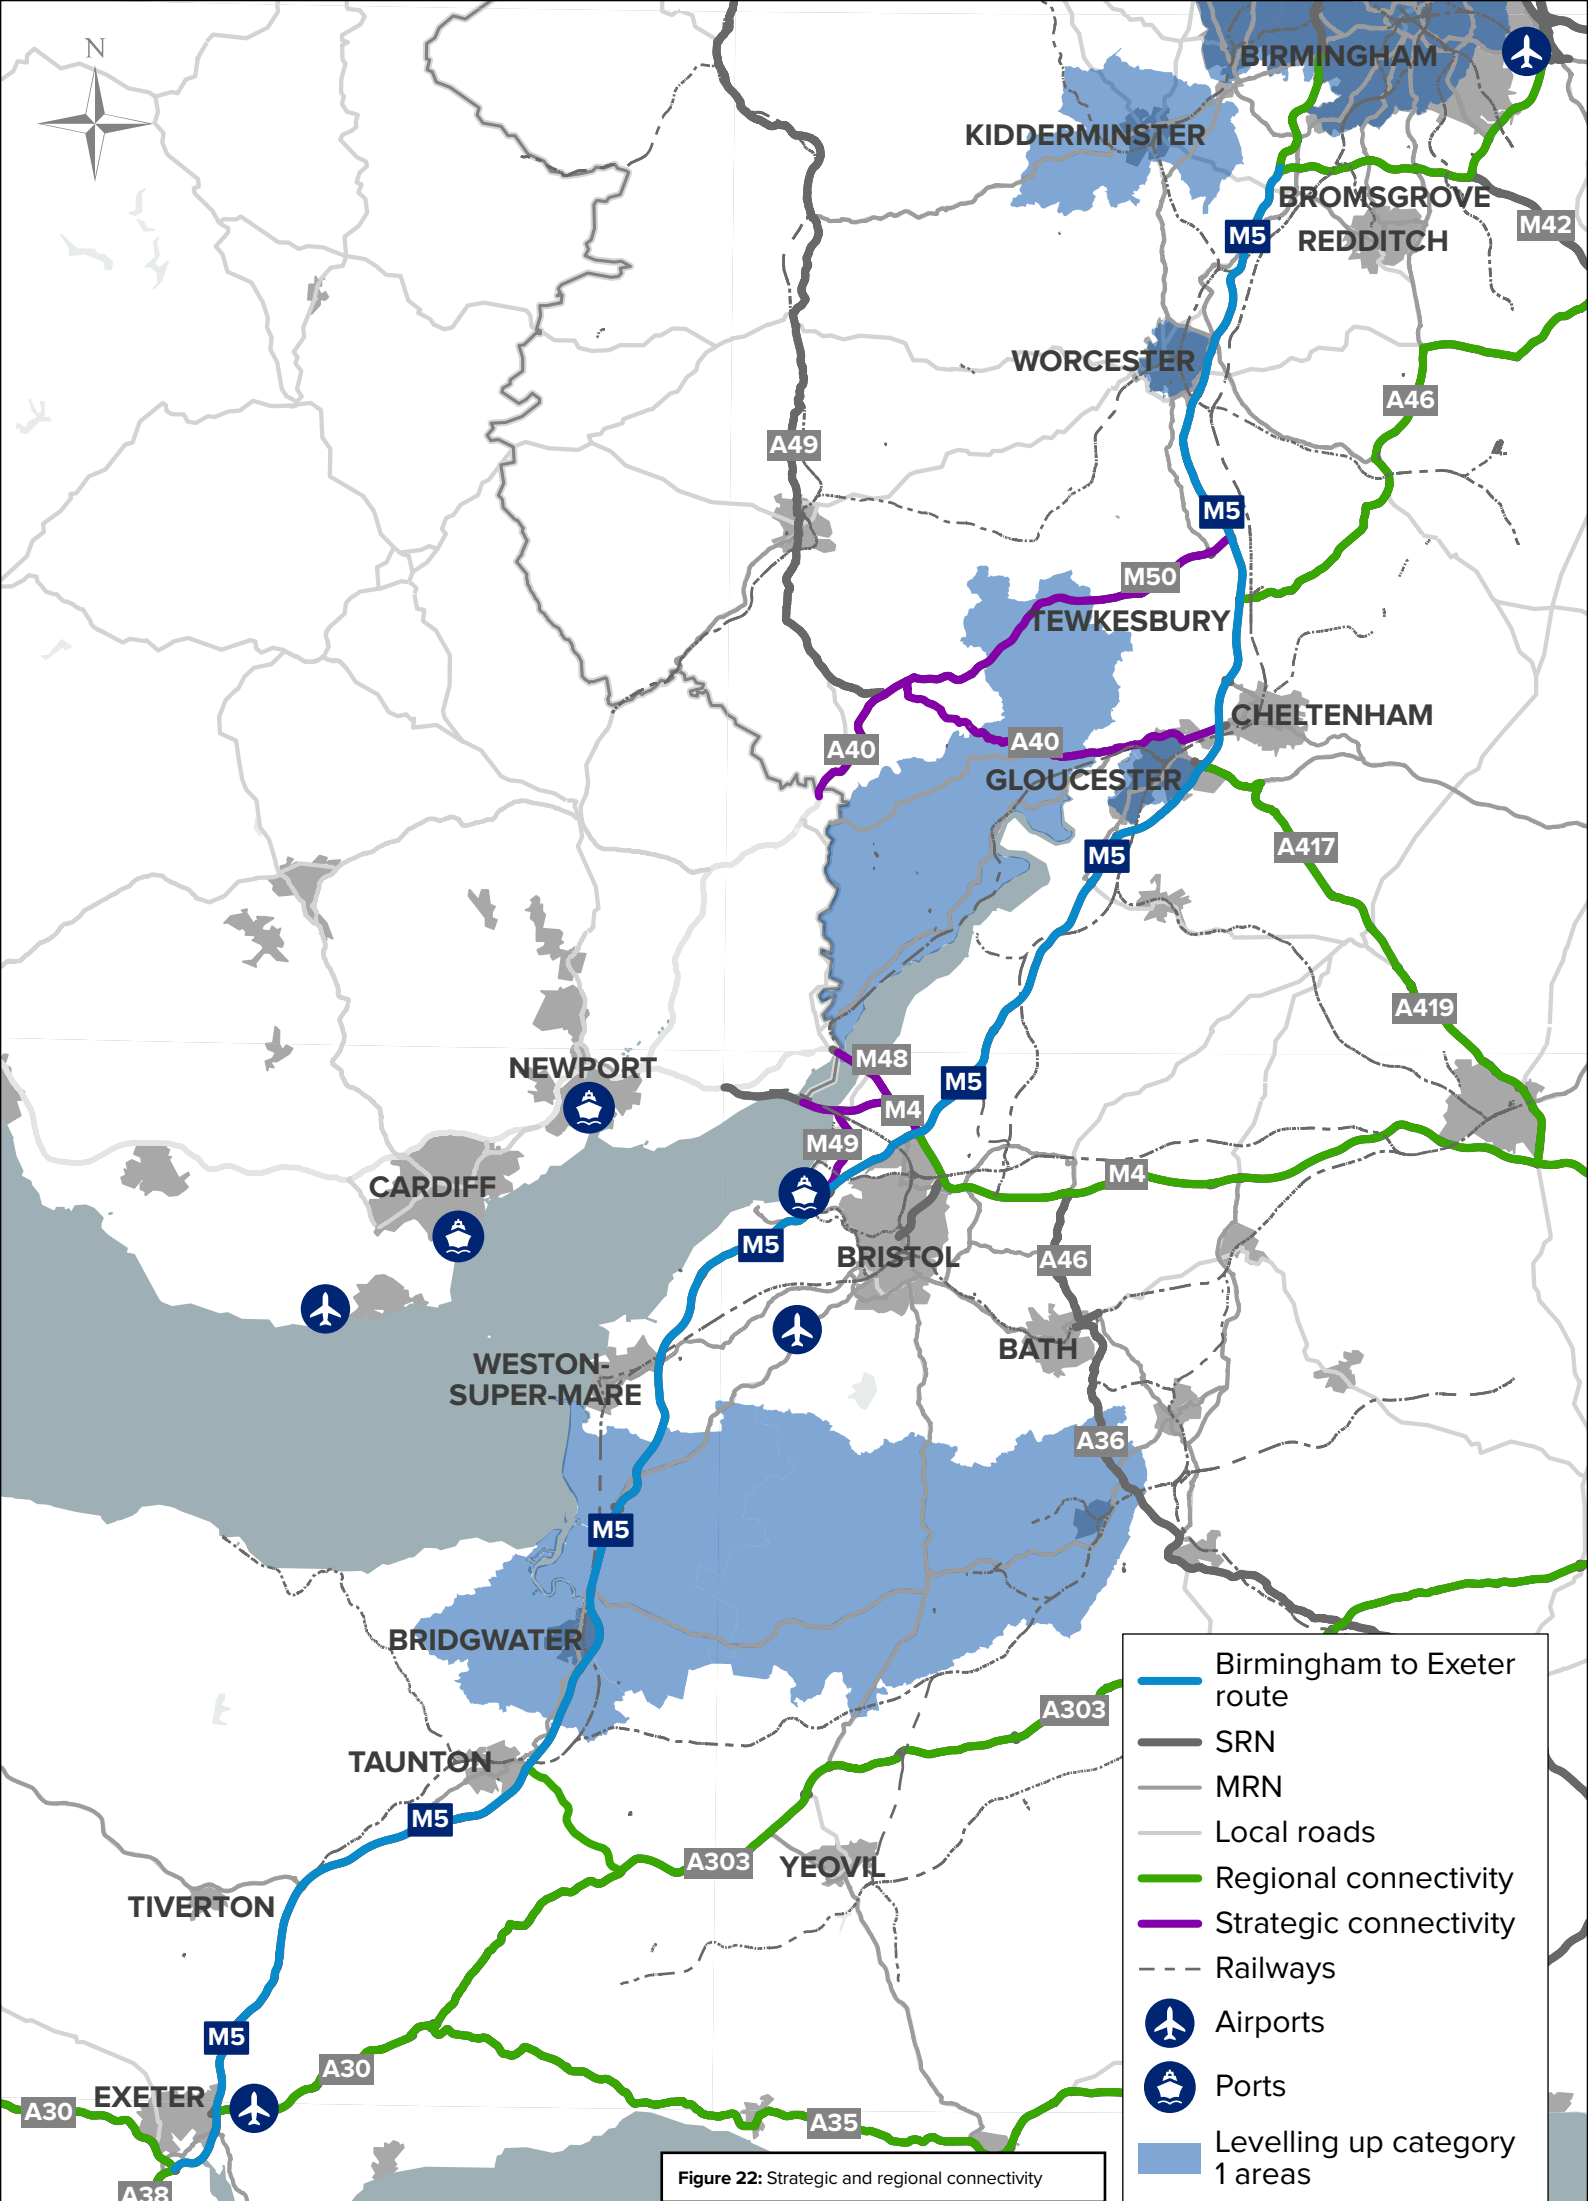 N
BIRMINGHAM
KIDDERMINSTER
BROMSGROVE
M42
M5
REDDITCH
WORCESTER
A46
A49
M5
M50
TEWKESBURY
CHELTENHAM
A40
A40
GLOUCESTER
M5
A417
A419
M48
NEWPORT
M5
M4
M49
M4
CARDIFF
M5
BRISTOL
A46
BATH
WESTON-
SUPER-MARE
A36
M5
BRIDGWATER
A303
TAUNTON
M5
A303
YEOVIL
TIVERTON
M5
A30
EXETER
A30
A35
A38
Birmingham to Exeter
route
SRN
MRN
Local roads
Regional connectivity
Strategic connectivity
Railways
Airports
Ports
Levelling up category
1 areas
Figure 22: Strategic and regional connectivity